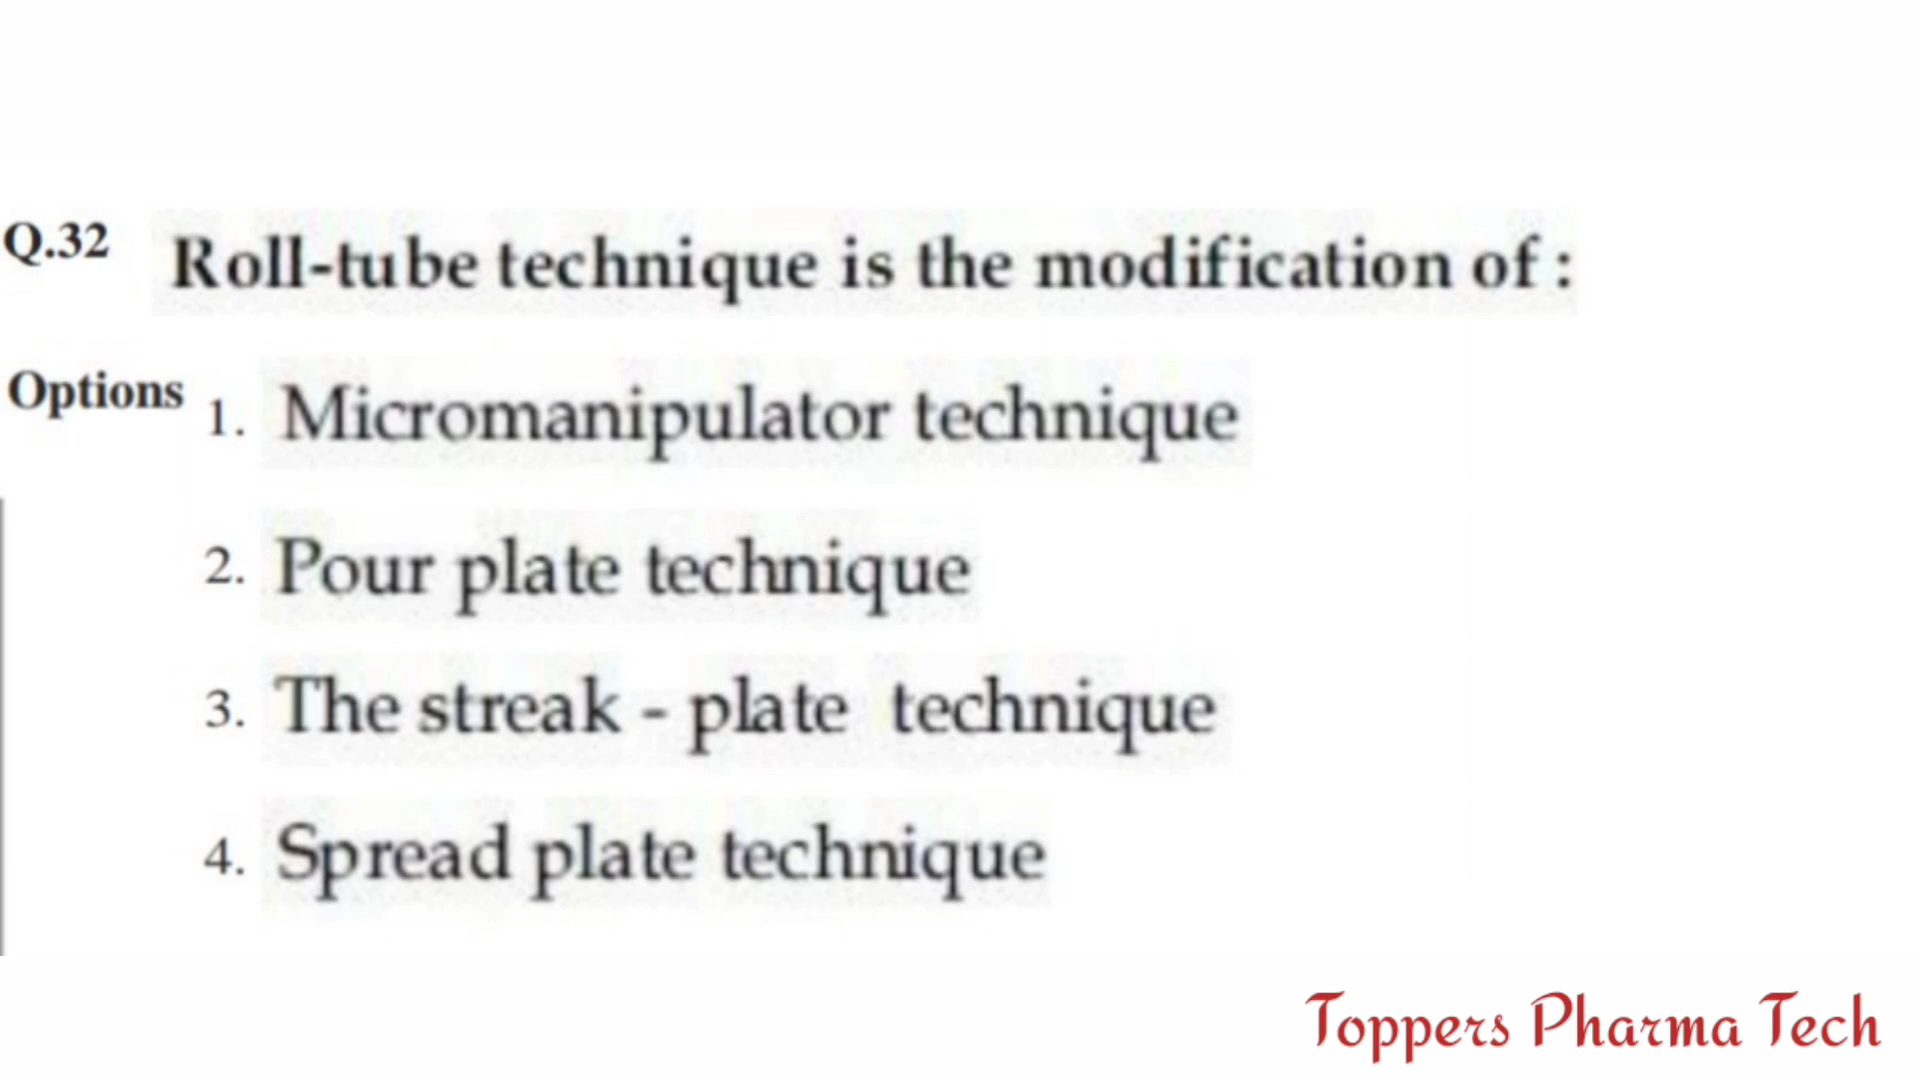 Q.32 Roll-tube technique is the modification of :
Options 1. Micromanipulator technique
2. Pour plate technique
3. The streak - plate technique
4. Spread plate technique
Toppers Pharma Tech